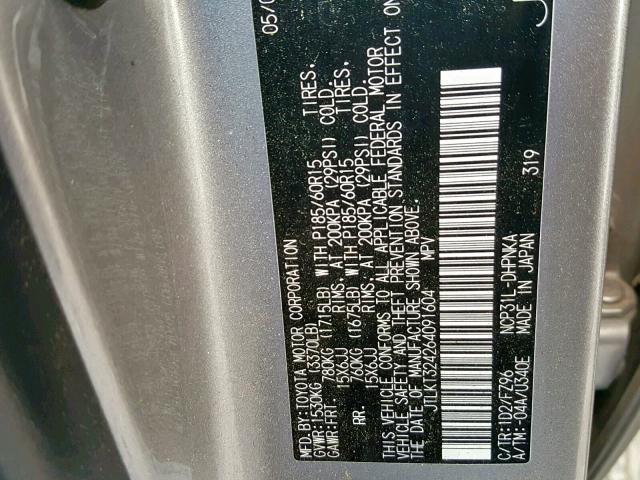 05/
MFD.BY:TOYOTA MOTOR CORPORATION
GVWR:1530KG (3370LB)
GAWR:FRT 780KG (1715LB) WITH P185/60R15 TIRES,
15X6JJ RIMS, AT 200KPA (29PSI) COLD.
RR. 760KG (1675LB) WITH P185/60R15 TIRES,
15X6JJ RIMS, AT 200KPA (29PSI) COLD.
THIS VEHICLE CONFORMS TO ALL APPLICABLE FEDERAL MOTOR
VEHICLE SAFETY AND THEFT PREVENTION STANDARDS IN EFFECT ON
THE DATE OF MANUFACTURE SHOWN ABOVE.
JTLKT324264091604 MPV
319
C/TR:1D2/FZ96 NCP31L-DHPNKA
A/TM:-04A/U340E MADE IN JAPAN